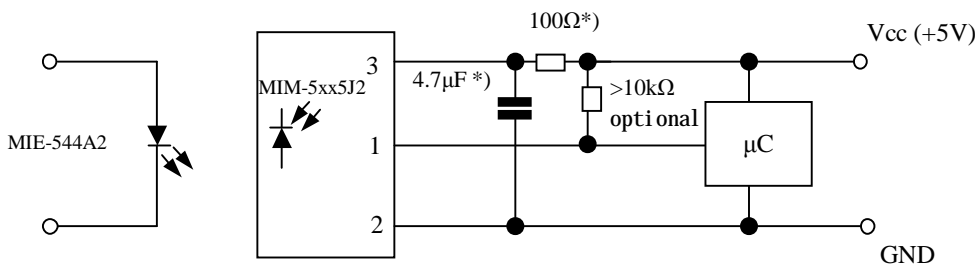 100Ω*)
Vcc (+5V)
3
MIM-5xx5J2
4.7μF *)
>10kΩ
optional
MIE-544A2
1
μC
2
GND